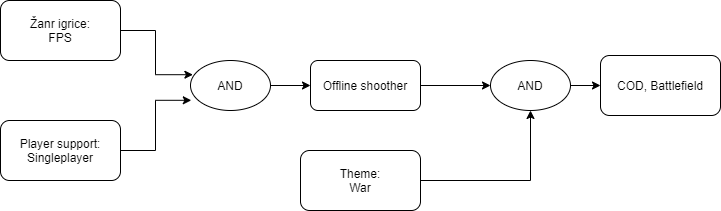 Žanr igrice:
FPS
AND
Offline shoother
AND
COD, Battlefield
Player support:
Singleplayer
Theme:
War